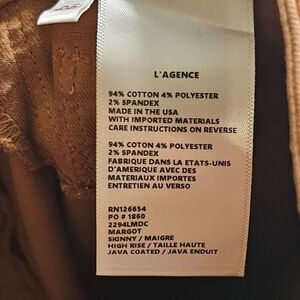 L'AGENCE
94% COTTON 4% POLYESTER
2% SPANDEX
MADE IN THE USA
WITH IMPORTED MATERIALS
CARE INSTRUCTIONS ON REVERSE
94% COTON 4% POLYESTER
2% SPANDEX
FABRIQUE DANS LA ETATS-UNIS
D'AMERIQUE AVEC DES
MATERIAUX IMPORTES
ENTRETIEN AU VERSO
RN126654
PO # 1860
2294LMDC
MARGOT
SKINNY / MAIGRE
HIGH RISE / TAILLE HAUTE
JAVA COATED / JAVA ENDUIT